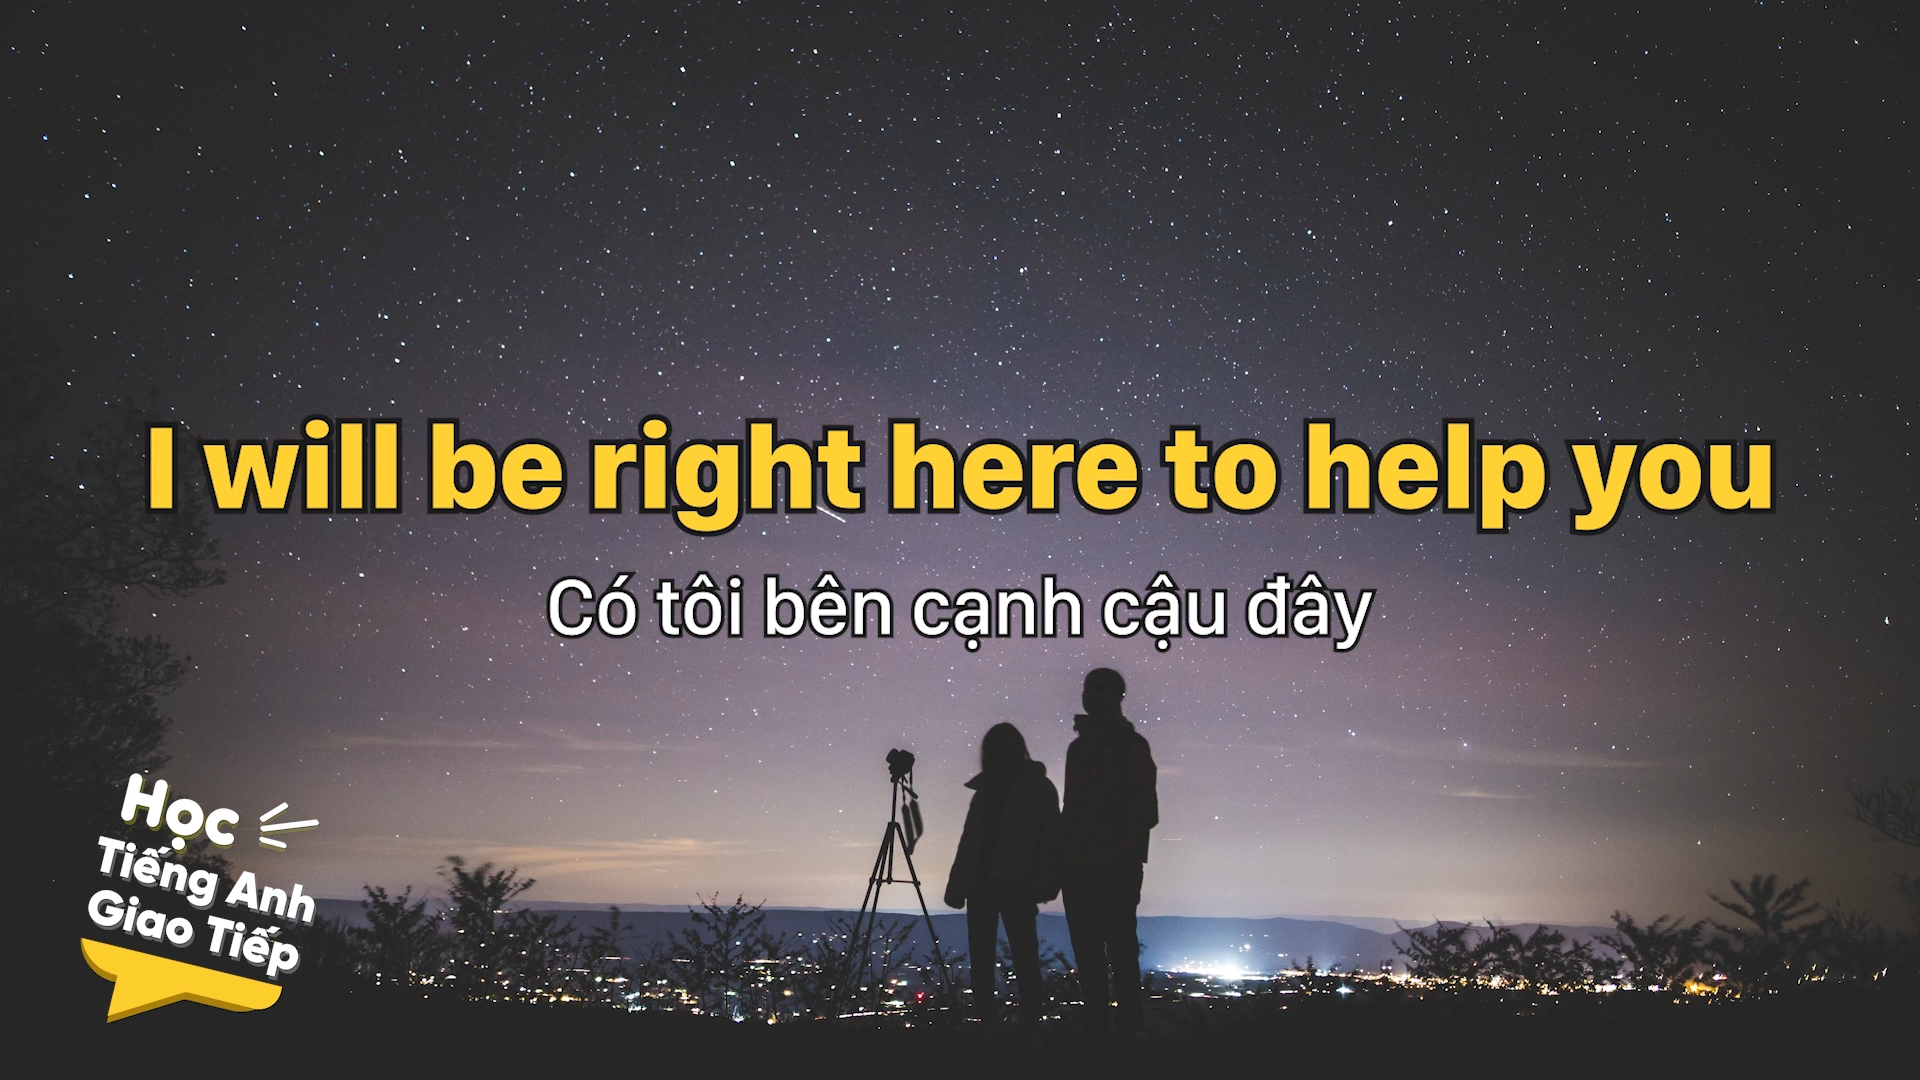 I will be right here to help you
Có tôi bên cạnh cậu đây
Học
Tiếng Anh
Giao Tiếp